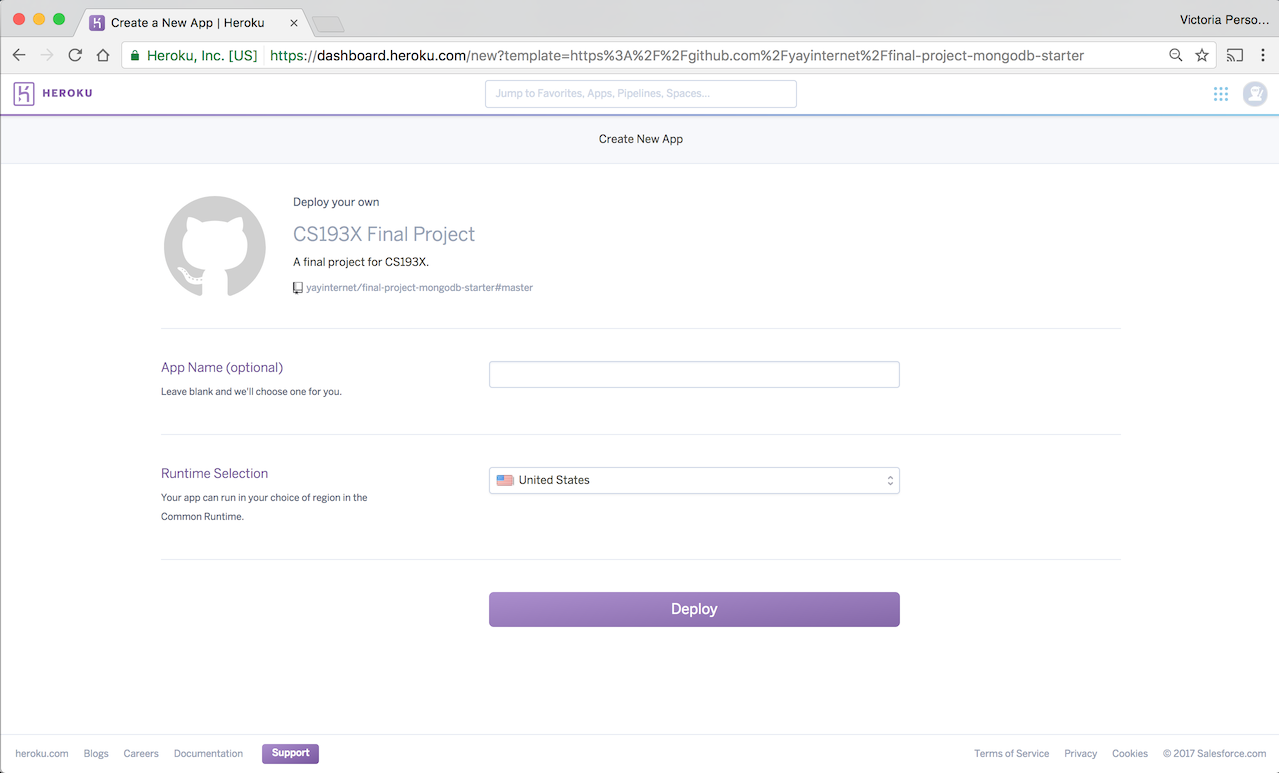 Create a New App | Heroku
Victoria Perso...
Heroku, Inc. [US] https://dashboard.heroku.com/new?template=https%3A%2F%2Fgithub.com%2Fyayinternet%2Ffinal-project-mongodb-starter
HEROKU
Jump to Favorites, Apps, Pipelines, Spaces...
Create New App
Deploy your own
CS193X Final Project
A final project for CS193X.
yayinternet/final-project-mongodb-starter#master
App Name (optional)
Leave blank and we'll choose one for you.
Runtime Selection
United States
Your app can run in your choice of region in the
Common Runtime.
Deploy
heroku.com Blogs Careers Documentation Support Terms of Service Privacy Cookies © 2017 Salesforce.com